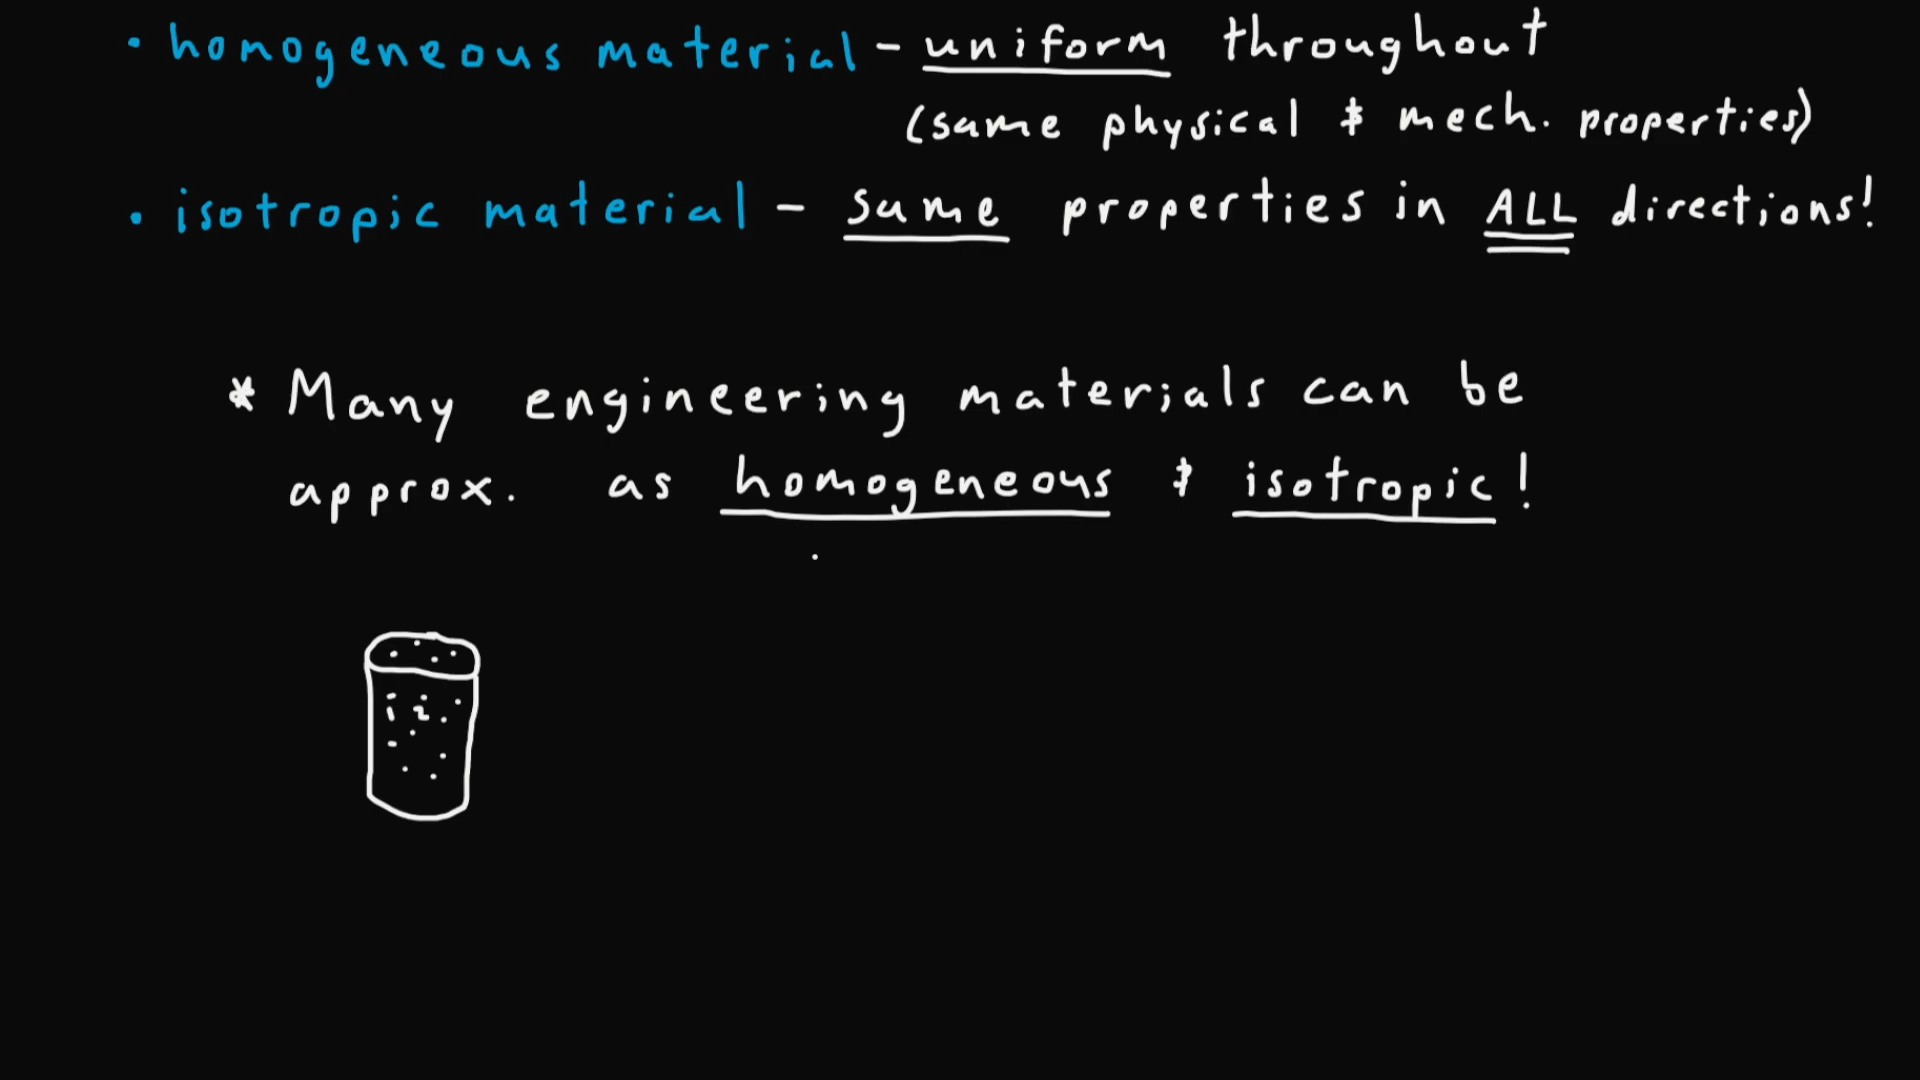 • homogeneous material - uniform throughout
(same physical & mech. properties)
• isotropic material - same properties in ALL directions!
* Many engineering materials can be
approx. as homogeneous & isotropic!